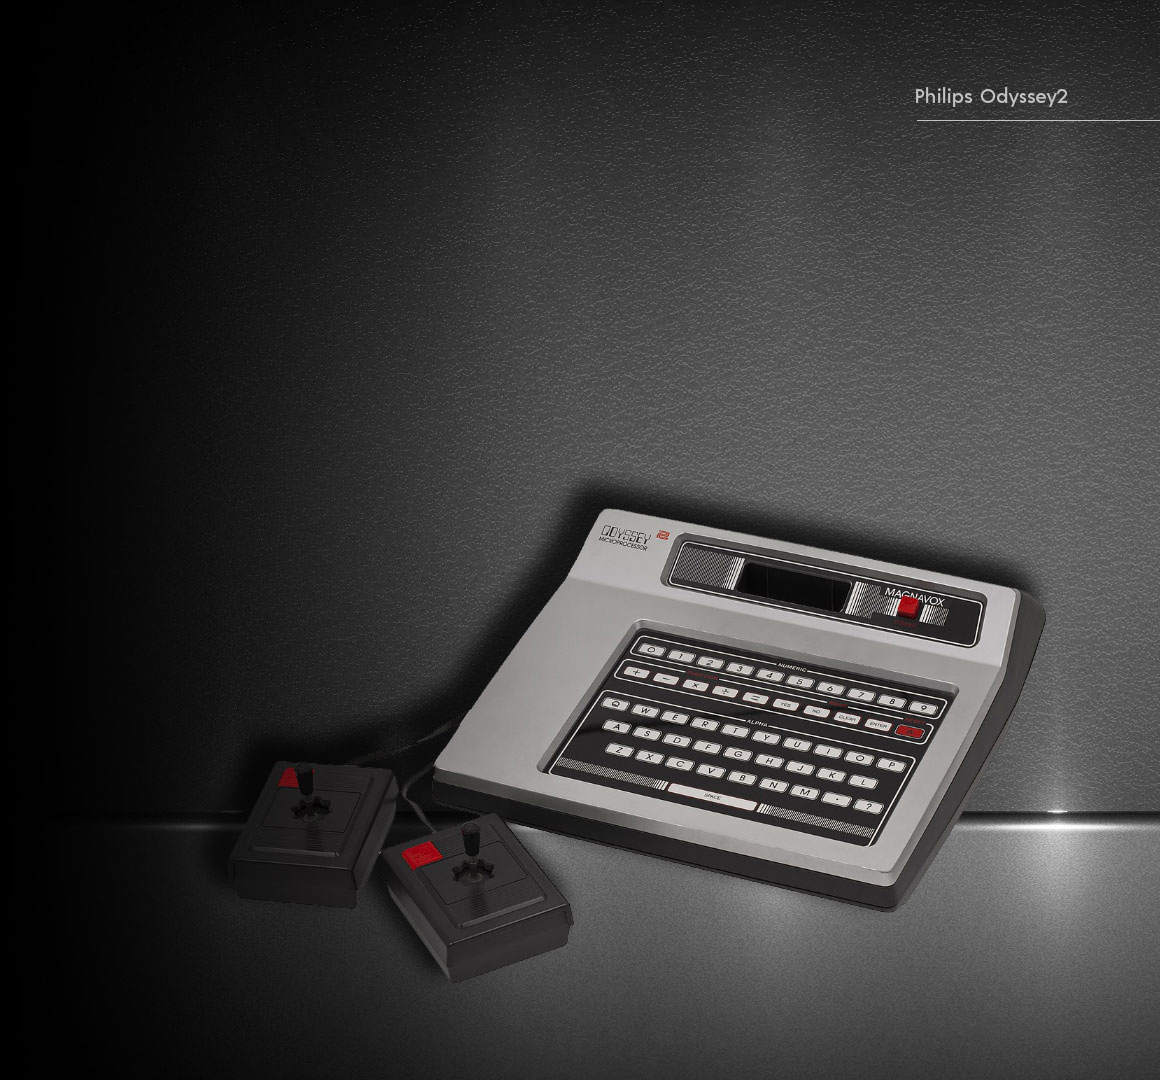 Philips Odyssey2
ODYSSEY 2
MICROPROCESSOR
MAGNAVOX
NUMERIC
0 1 2 3 4 5 6 7 8 9
+ − × ÷ = YES NO CLEAR ENTER
ALPHA
Q W E R T Y U I O P
A S D F G H J K L
Z X C V B N M . ?
SPACE